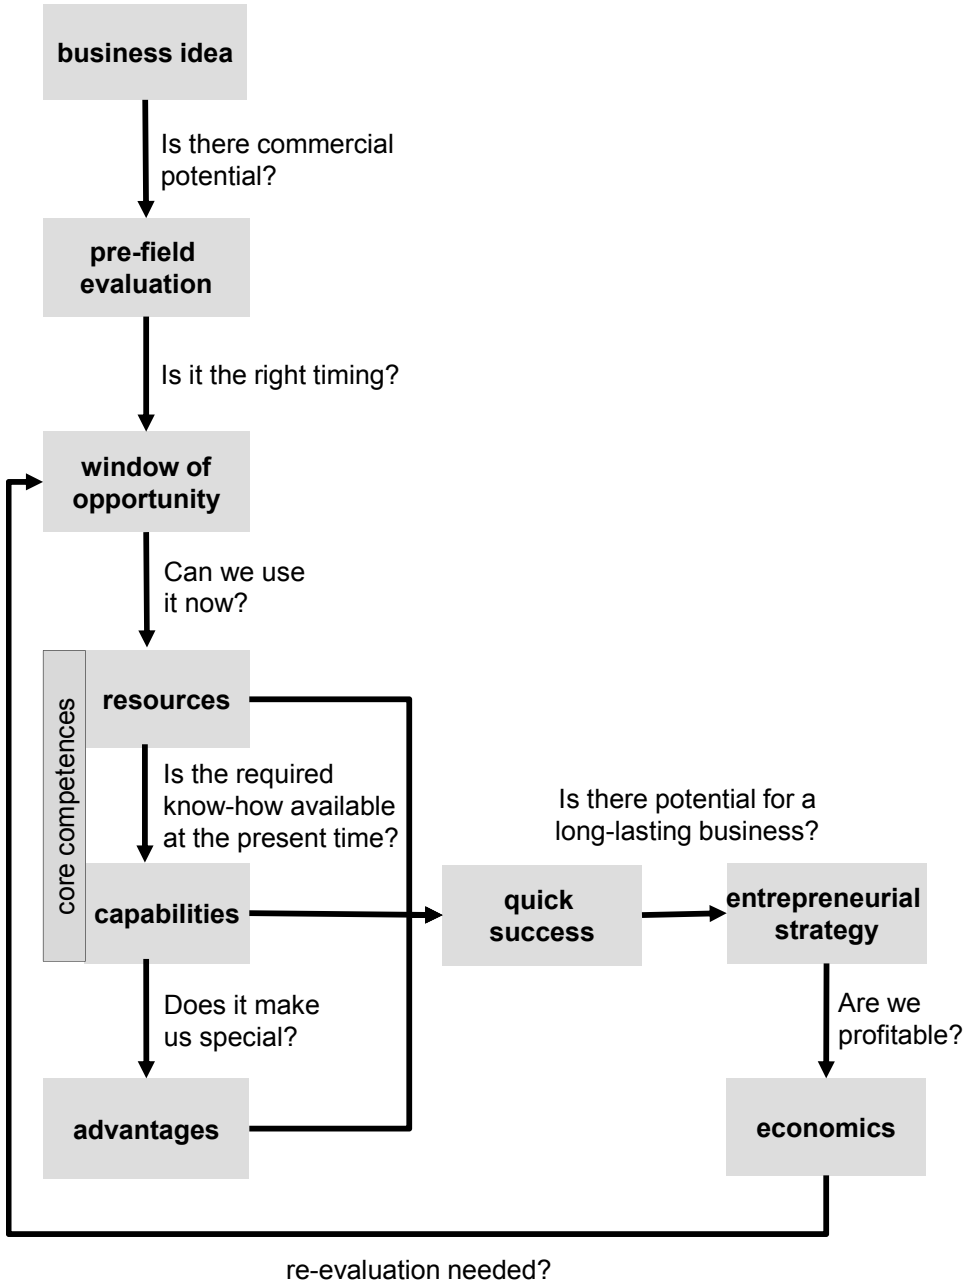 business idea
Is there commercial
potential?
pre-field
evaluation
Is it the right timing?
window of
opportunity
Can we use
it now?
core competences
resources
Is the required
know-how available
at the present time?
capabilities
Does it make
us special?
advantages
quick
success
Is there potential for a
long-lasting business?
entrepreneurial
strategy
Are we
profitable?
economics
re-evaluation needed?